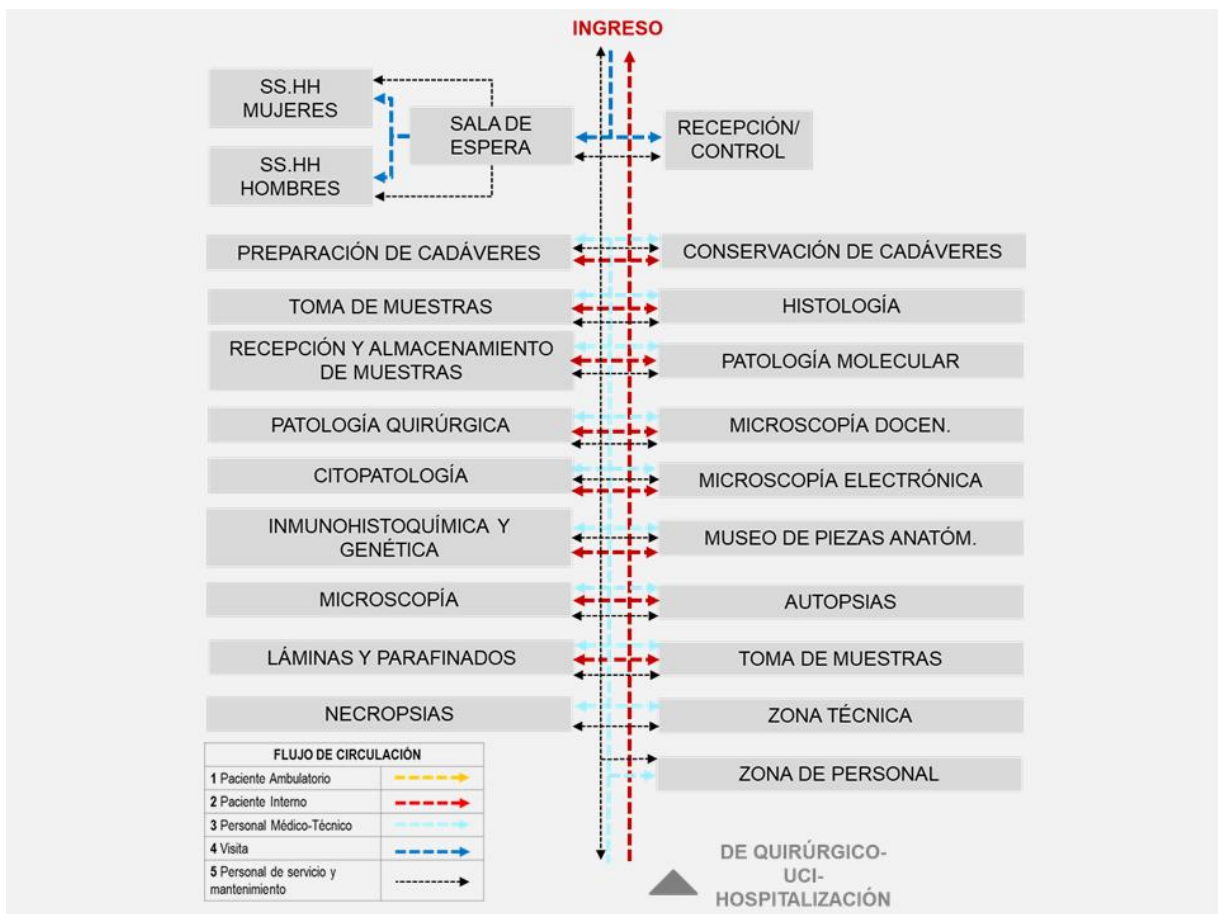 INGRESO
SS.HH
MUJERES
SALA DE
ESPERA
RECEPCIÓN/
CONTROL
SS.HH
HOMBRES
PREPARACIÓN DE CADÁVERES
CONSERVACIÓN DE CADÁVERES
TOMA DE MUESTRAS
HISTOLOGÍA
RECEPCIÓN Y ALMACENAMIENTO
DE MUESTRAS
PATOLOGÍA MOLECULAR
PATOLOGÍA QUIRÚRGICA
MICROSCOPÍA DOCEN.
CITOPATOLOGÍA
MICROSCOPÍA ELECTRÓNICA
INMUNOHISTOQUÍMICA Y
GENÉTICA
MUSEO DE PIEZAS ANATÓM.
MICROSCOPÍA
AUTOPSIAS
LÁMINAS Y PARAFINADOS
TOMA DE MUESTRAS
NECROPSIAS
ZONA TÉCNICA
ZONA DE PERSONAL
FLUJO DE CIRCULACIÓN
1 Paciente Ambulatorio
2 Paciente Interno
3 Personal Médico-Técnico
4 Visita
5 Personal de servicio y
mantenimiento
DE QUIRÚRGICO-
UCI-
HOSPITALIZACIÓN